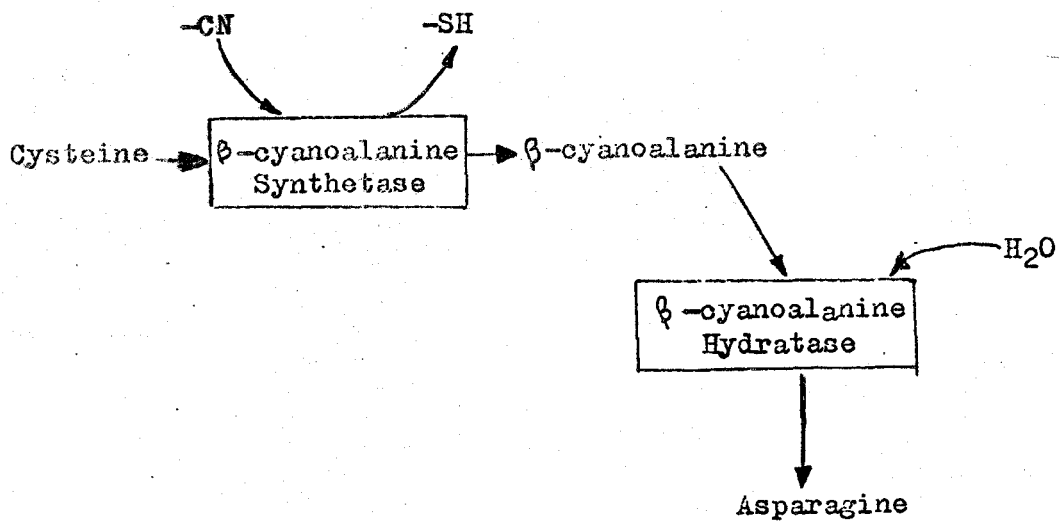 -CN
-SH
Cysteine
β-cyanoalanine
Synthetase
β-cyanoalanine
H₂O
β-cyanoalanine
Hydratase
Asparagine